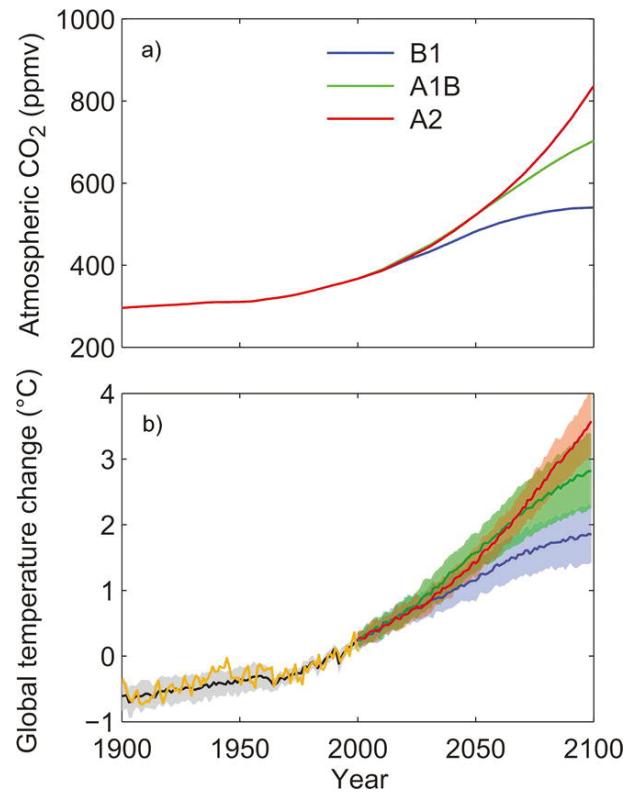 1000
800
600
400
200
Atmospheric CO₂ (ppmv)
a)
B1
A1B
A2
1900
1950
2000
2050
2100
4
3
2
1
0
−1
Global temperature change (°C)
b)
Year